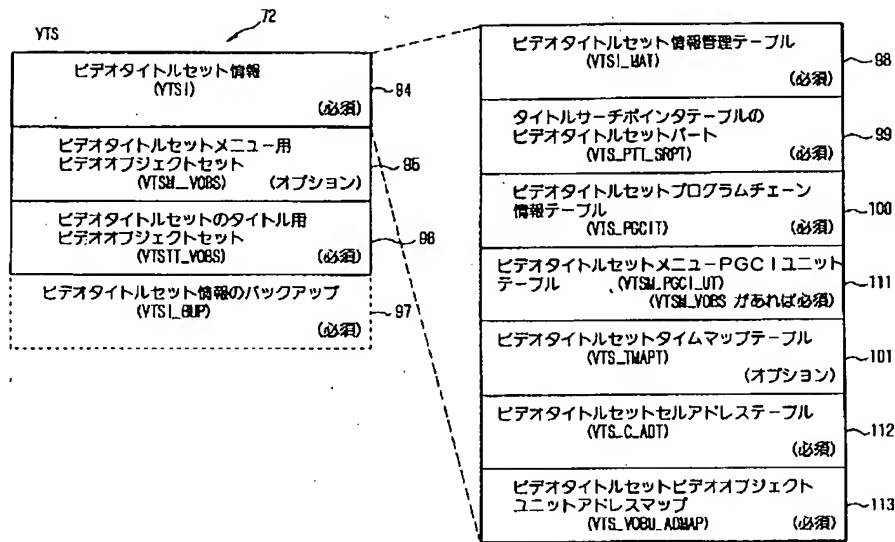 YTS
72
ビデオタイトルセット情報
(VTSI)
(必須)
94
ビデオタイトルセットメニュー用
ビデオオブジェクトセット
(VTSM_VOBS) (オプション)
95
ビデオタイトルセットのタイトル用
ビデオオブジェクトセット
(VTSTT_VOBS) (必須)
96
ビデオタイトルセット情報のバックアップ
(VTSI_BUP)
(必須)
97
ビデオタイトルセット情報管理テーブル
(VTSI_MAT)
(必須)
98
タイトルサーチポインタテーブルの
ビデオタイトルセットパート
(VTS_PTT_SRPT) (必須)
99
ビデオタイトルセットプログラムチェーン
情報テーブル
(VTS_PGCIT) (必須)
100
ビデオタイトルセットメニューPGCIユニット
テーブル (VTSM_PGCI_UT)
(VTSM_VOBS があれば必須)
111
ビデオタイトルセットタイムマップテーブル
(VTS_TMAPT)
(オプション)
101
ビデオタイトルセットセルアドレステーブル
(VTS_C_ADT)
(必須)
112
ビデオタイトルセットビデオオブジェクト
ユニットアドレスマップ
(VTS_VOBU_ADMAP) (必須)
113